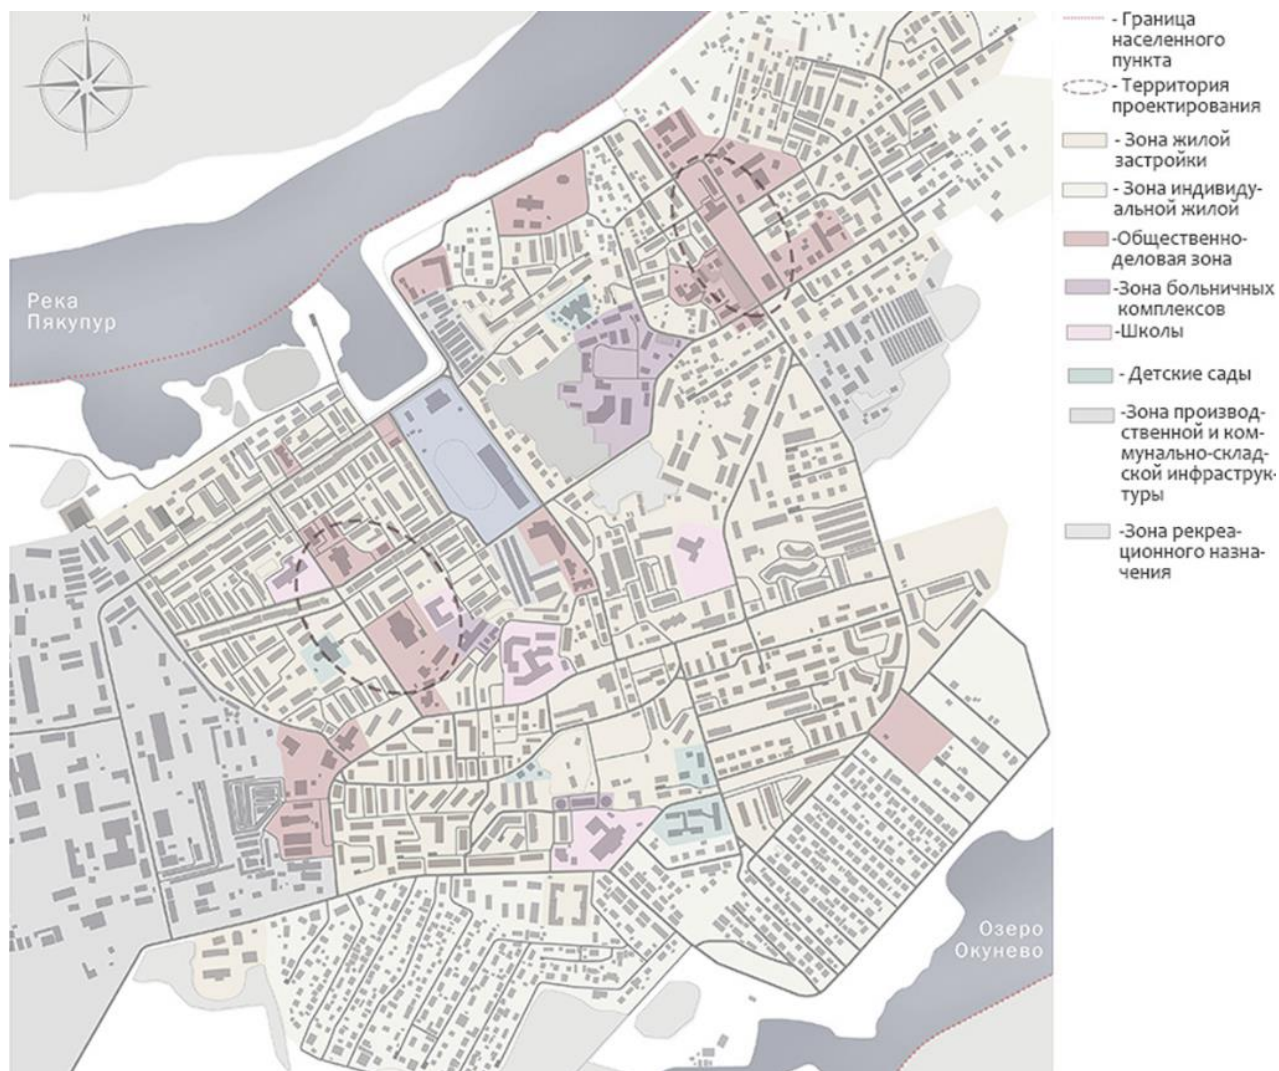 N
Река
Пякупур
Озеро
Окунево
- Граница
населенного
пункта
- Территория
проектирования
- Зона жилой
застройки
- Зона индивиду-
альной жилой
-Общественно-
деловая зона
-Зона больничных
комплексов
-Школы
- Детские сады
-Зона производ-
ственной и ком-
мунально-склад-
ской инфраструк-
туры
-Зона рекреа-
ционного назна-
чения